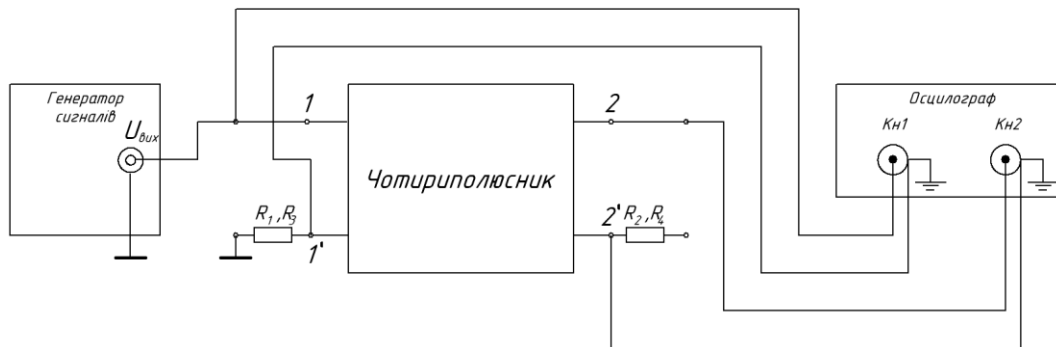 Генератор
сигналів
Uвих
1
2
Чотириполюсник
R1, R3
1'
2'
R2, R4
Осцилограф
Кн1
Кн2